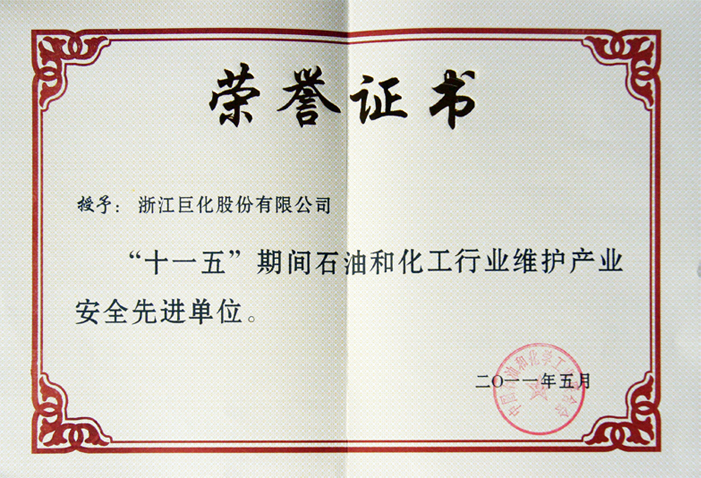 荣誉证书
授予：浙江巨化股份有限公司
“十一五”期间石油和化工行业维护产业
安全先进单位。
二〇一一年五月